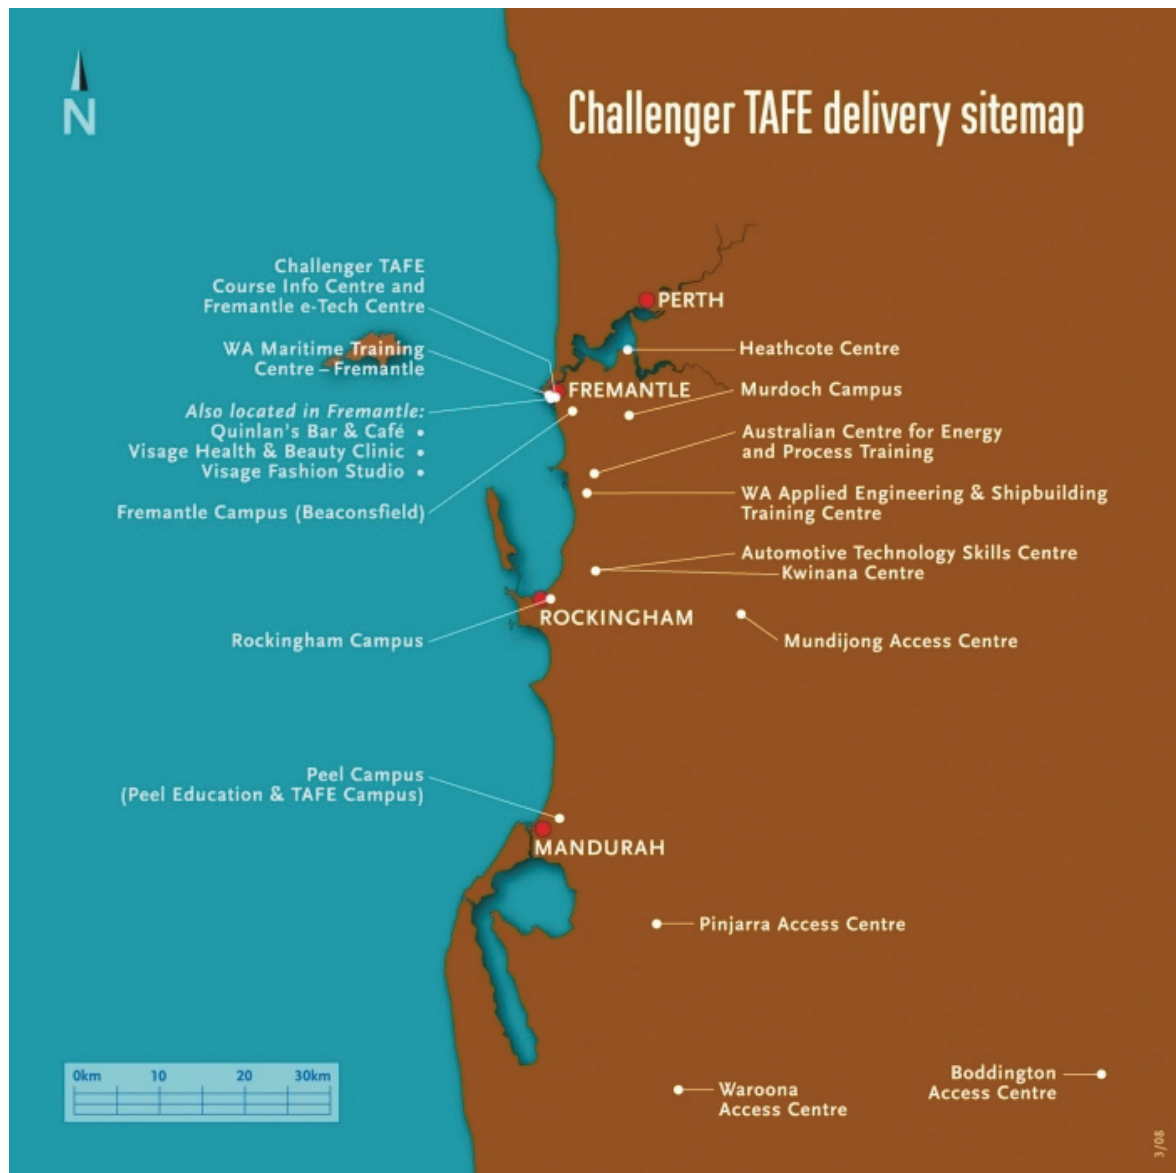 N
Challenger TAFE delivery sitemap
Challenger TAFE
Course Info Centre and
Fremantle e-Tech Centre
PERTH
WA Maritime Training
Centre – Fremantle
Heathcote Centre
FREMANTLE
Murdoch Campus
Also located in Fremantle:
Quinlan's Bar & Café •
Visage Health & Beauty Clinic •
Visage Fashion Studio •
Australian Centre for Energy
and Process Training
Fremantle Campus (Beaconsfield)
WA Applied Engineering & Shipbuilding
Training Centre
Automotive Technology Skills Centre
Kwinana Centre
ROCKINGHAM
Rockingham Campus
Mundijong Access Centre
Peel Campus
(Peel Education & TAFE Campus)
MANDURAH
Pinjarra Access Centre
0km 10 20 30km
Waroona
Access Centre
Boddington
Access Centre
3/08